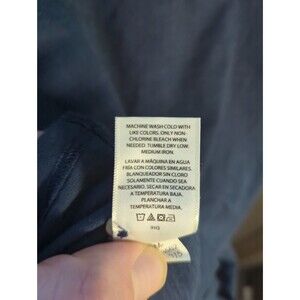 MACHINE WASH COLD WITH
LIKE COLORS, ONLY NON-
CHLORINE BLEACH WHEN
NEEDED. TUMBLE DRY LOW.
MEDIUM IRON.
LAVAR A MÁQUINA EN AGUA
FRÍA CON COLORES SIMILARES.
BLANQUEADOR SIN CLORO
SOLAMENTE CUANDO SEA
NECESARIO. SECAR EN SECADORA
A TEMPERATURA BAJA.
PLANCHAR A
TEMPERATURA MEDIA.